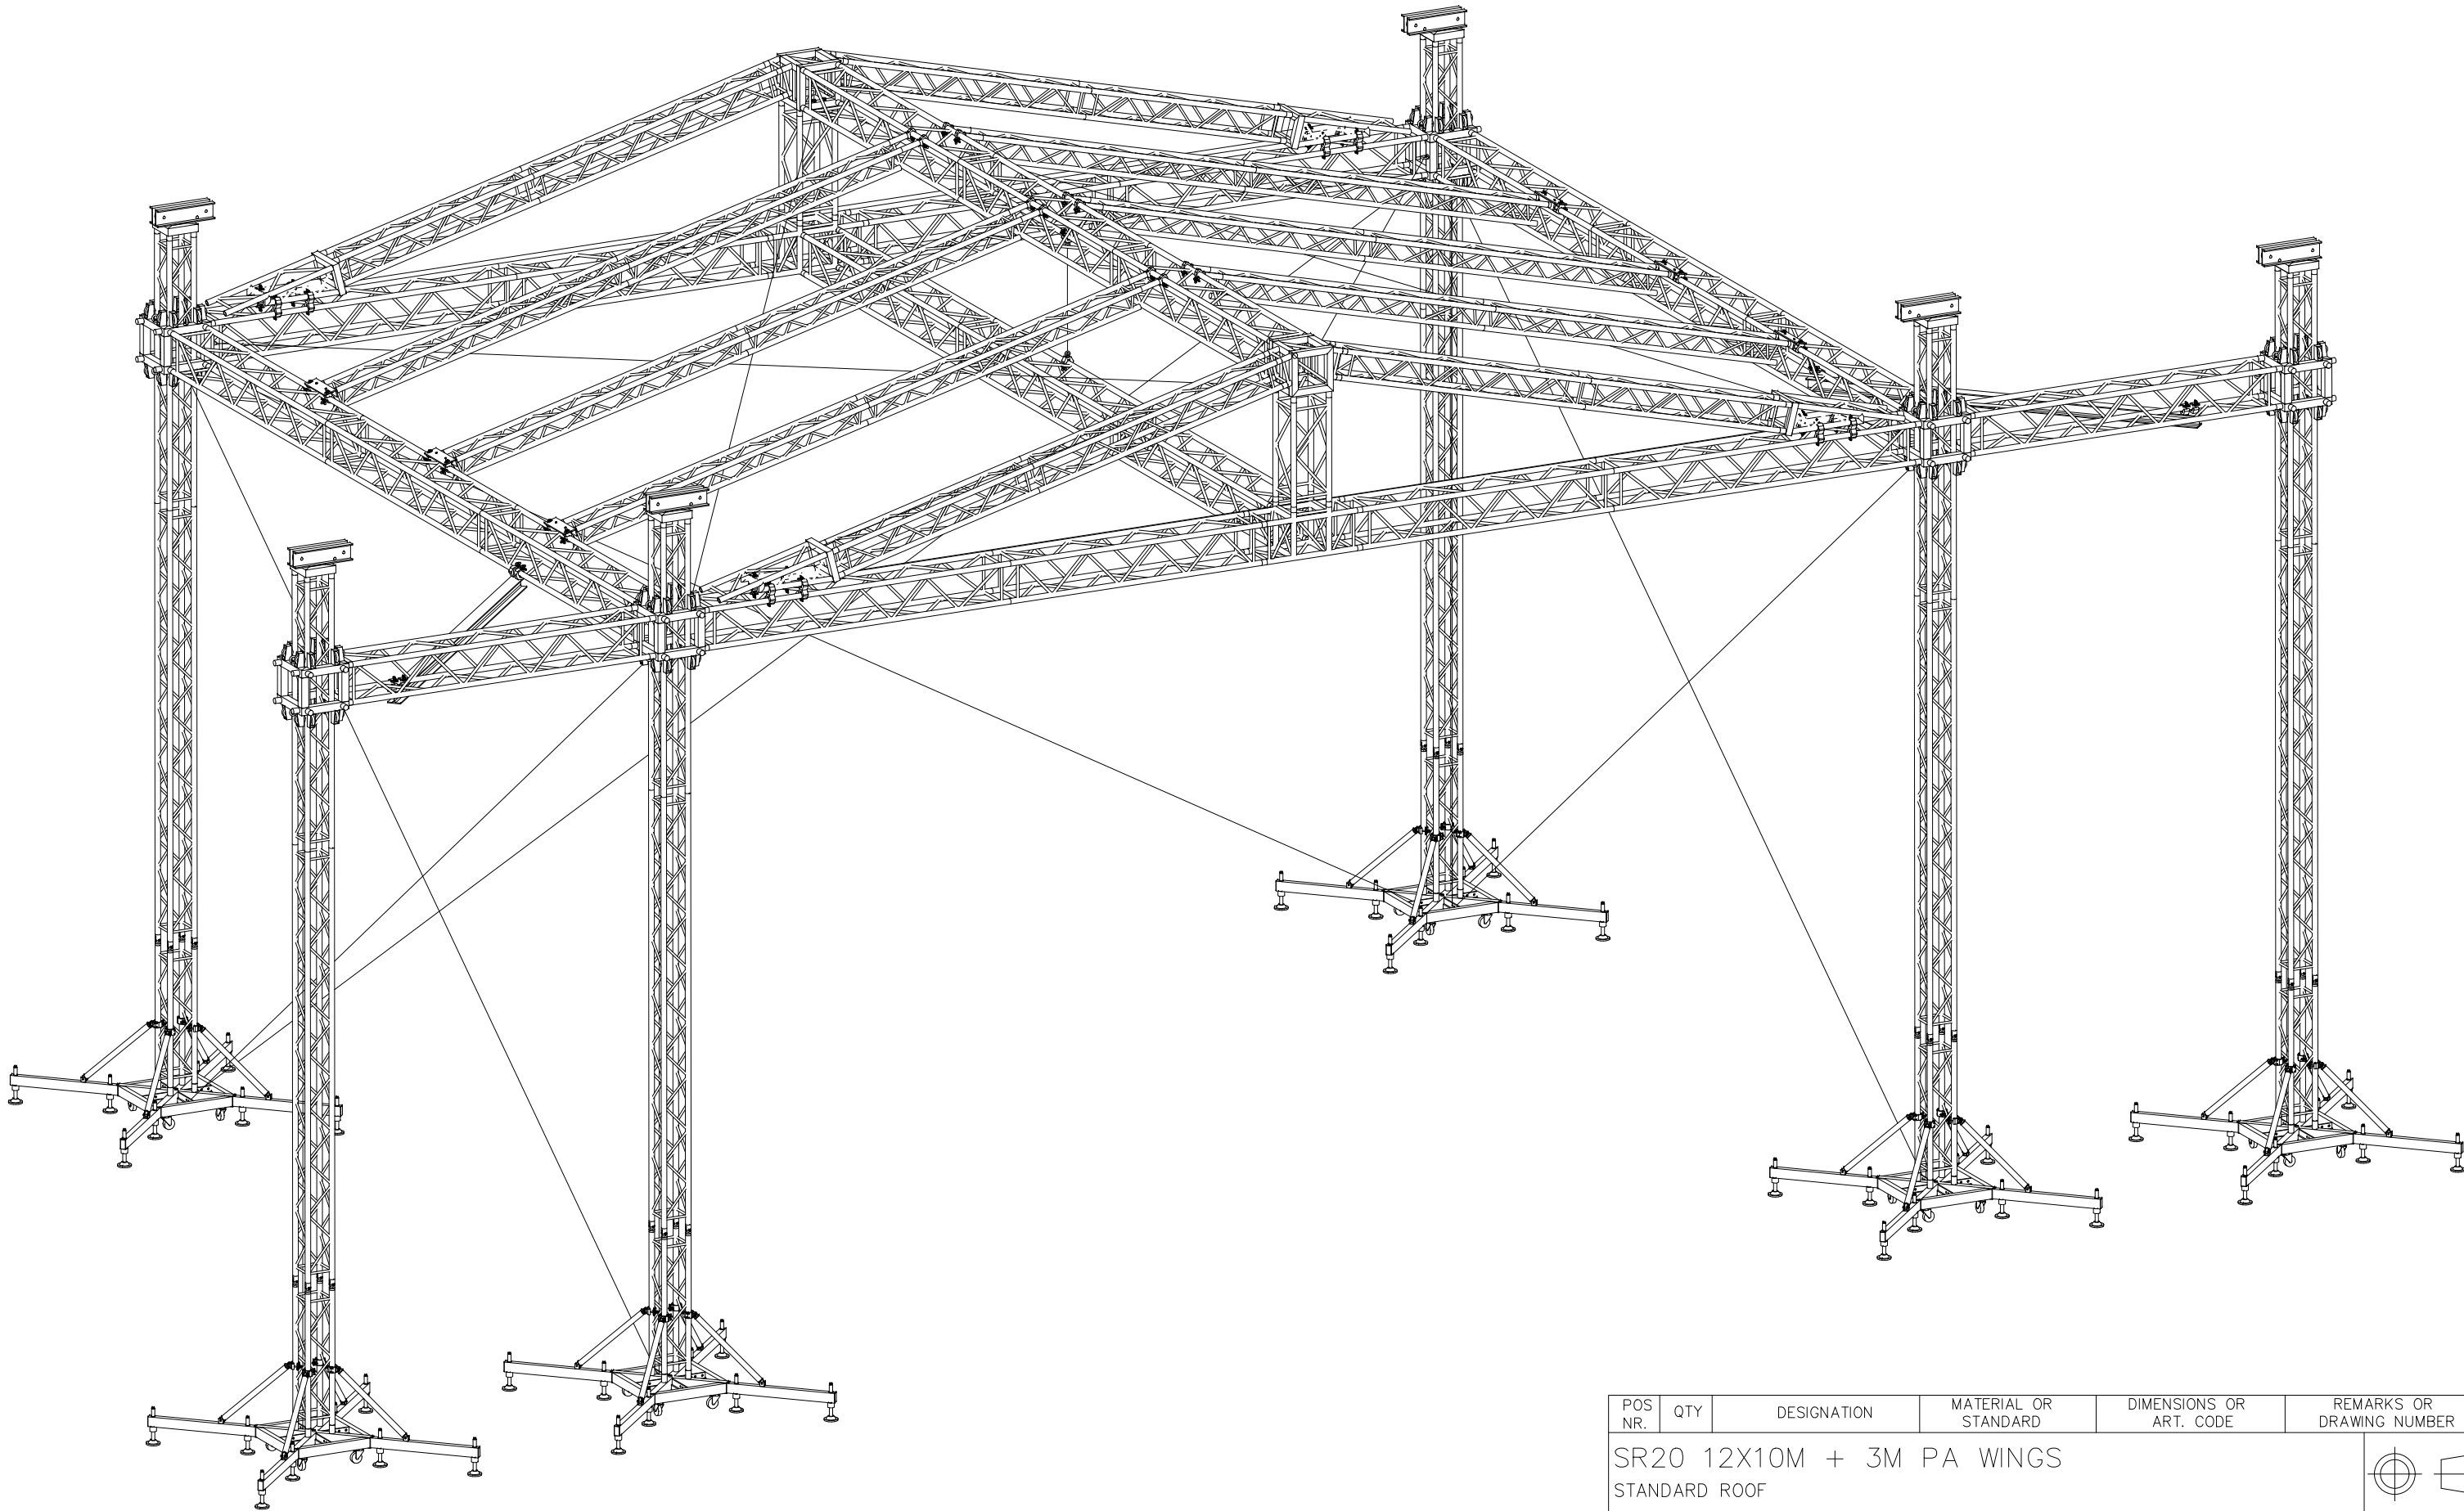 POS NR. QTY DESIGNATION MATERIAL OR STANDARD DIMENSIONS OR ART. CODE REMARKS OR DRAWING NUMBER
SR20 12X10M + 3M PA WINGS
STANDARD ROOF